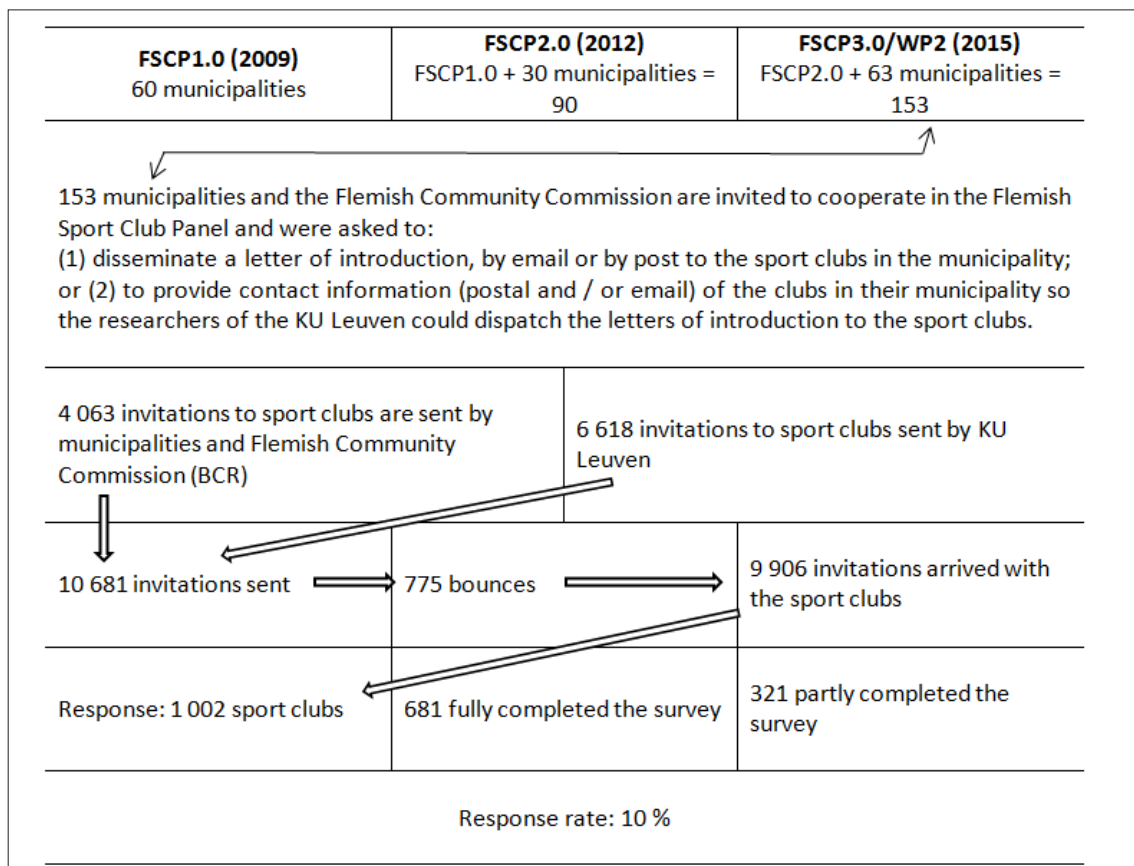 FSCP1.0 (2009)
60 municipalities
FSCP2.0 (2012)
FSCP1.0 + 30 municipalities =
90
FSCP3.0/WP2 (2015)
FSCP2.0 + 63 municipalities =
153
153 municipalities and the Flemish Community Commission are invited to cooperate in the Flemish
Sport Club Panel and were asked to:
(1) disseminate a letter of introduction, by email or by post to the sport clubs in the municipality;
or (2) to provide contact information (postal and / or email) of the clubs in their municipality so
the researchers of the KU Leuven could dispatch the letters of introduction to the sport clubs.
4 063 invitations to sport clubs are sent by
municipalities and Flemish Community
Commission (BCR)
6 618 invitations to sport clubs sent by KU
Leuven
10 681 invitations sent
775 bounces
9 906 invitations arrived with
the sport clubs
Response: 1 002 sport clubs
681 fully completed the survey
321 partly completed the
survey
Response rate: 10 %